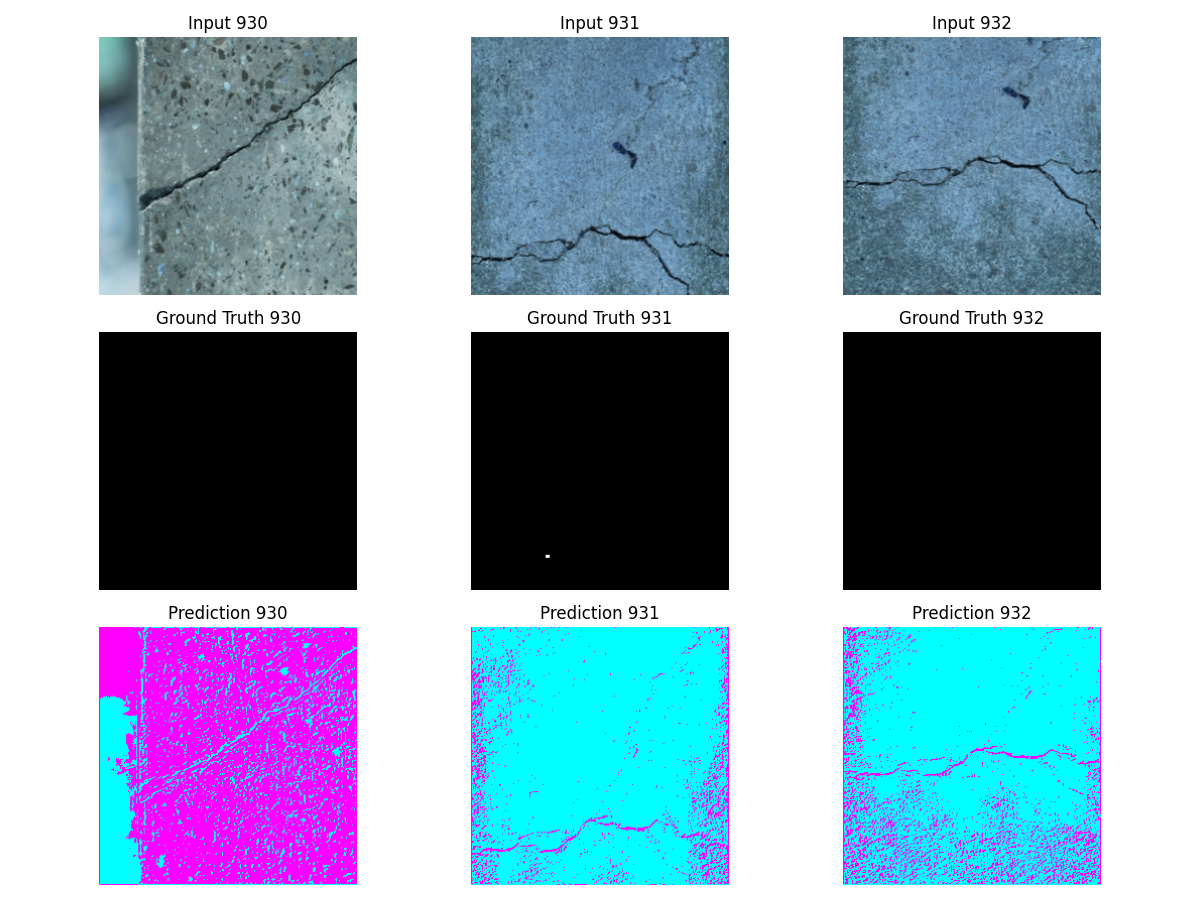 Input 930
Input 931
Input 932
Ground Truth 930
Ground Truth 931
Ground Truth 932
Prediction 930
Prediction 931
Prediction 932